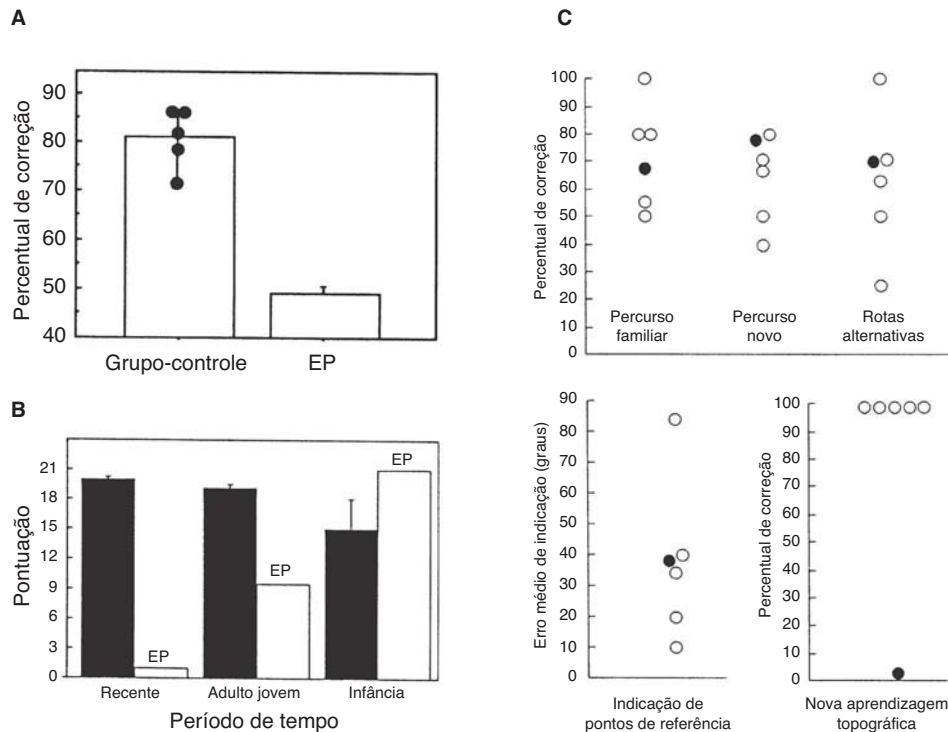 A
Percentual de correção
90
80
70
60
50
40
Grupo-controle
EP
B
Pontuação
21
18
15
12
9
6
3
0
EP
EP
EP
Recente
Adulto jovem
Infância
Período de tempo
C
Percentual de correção
100
90
80
70
60
50
40
30
20
10
0
Percurso
familiar
Percurso
novo
Rotas
alternativas
Erro médio de indicação (graus)
90
80
70
60
50
40
30
20
10
0
Indicação de
pontos de referência
Percentual de correção
100
90
80
70
60
50
40
30
20
10
0
Nova aprendizagem
topográfica